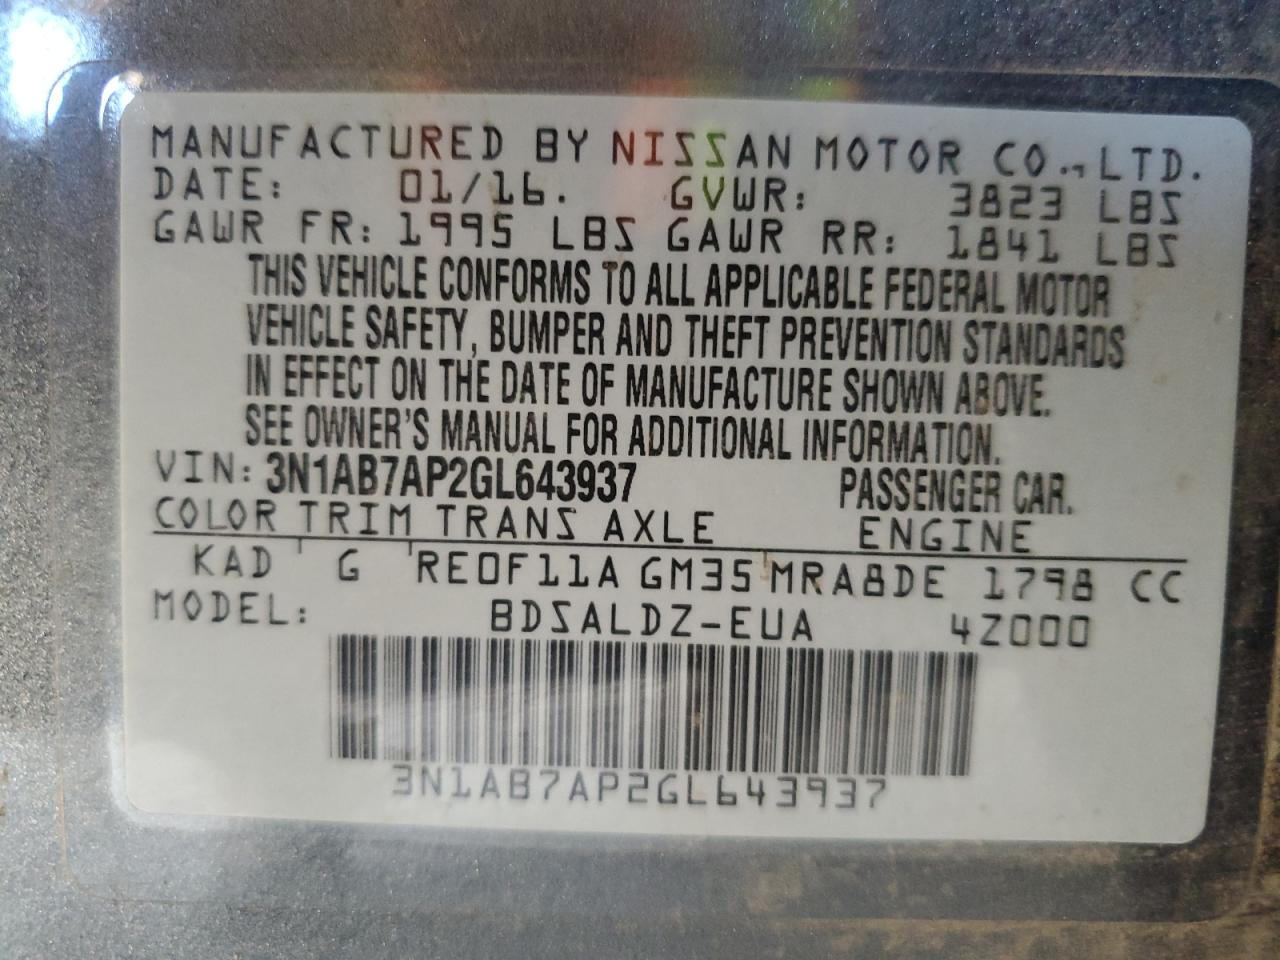 MANUFACTURED BY NISSAN MOTOR CO.,LTD.
DATE: 01/16. GVWR: 3823 LBS
GAWR FR: 1995 LBS GAWR RR: 1841 LBS
THIS VEHICLE CONFORMS TO ALL APPLICABLE FEDERAL MOTOR
VEHICLE SAFETY, BUMPER AND THEFT PREVENTION STANDARDS
IN EFFECT ON THE DATE OF MANUFACTURE SHOWN ABOVE.
SEE OWNER'S MANUAL FOR ADDITIONAL INFORMATION.
VIN: 3N1AB7AP2GL643937 PASSENGER CAR.
COLOR TRIM TRANS AXLE ENGINE
KAD G RE0F11A GM35 MRA8DE 1798 CC
MODEL: BDSALDZ-EUA 4Z000
3N1AB7AP2GL643937